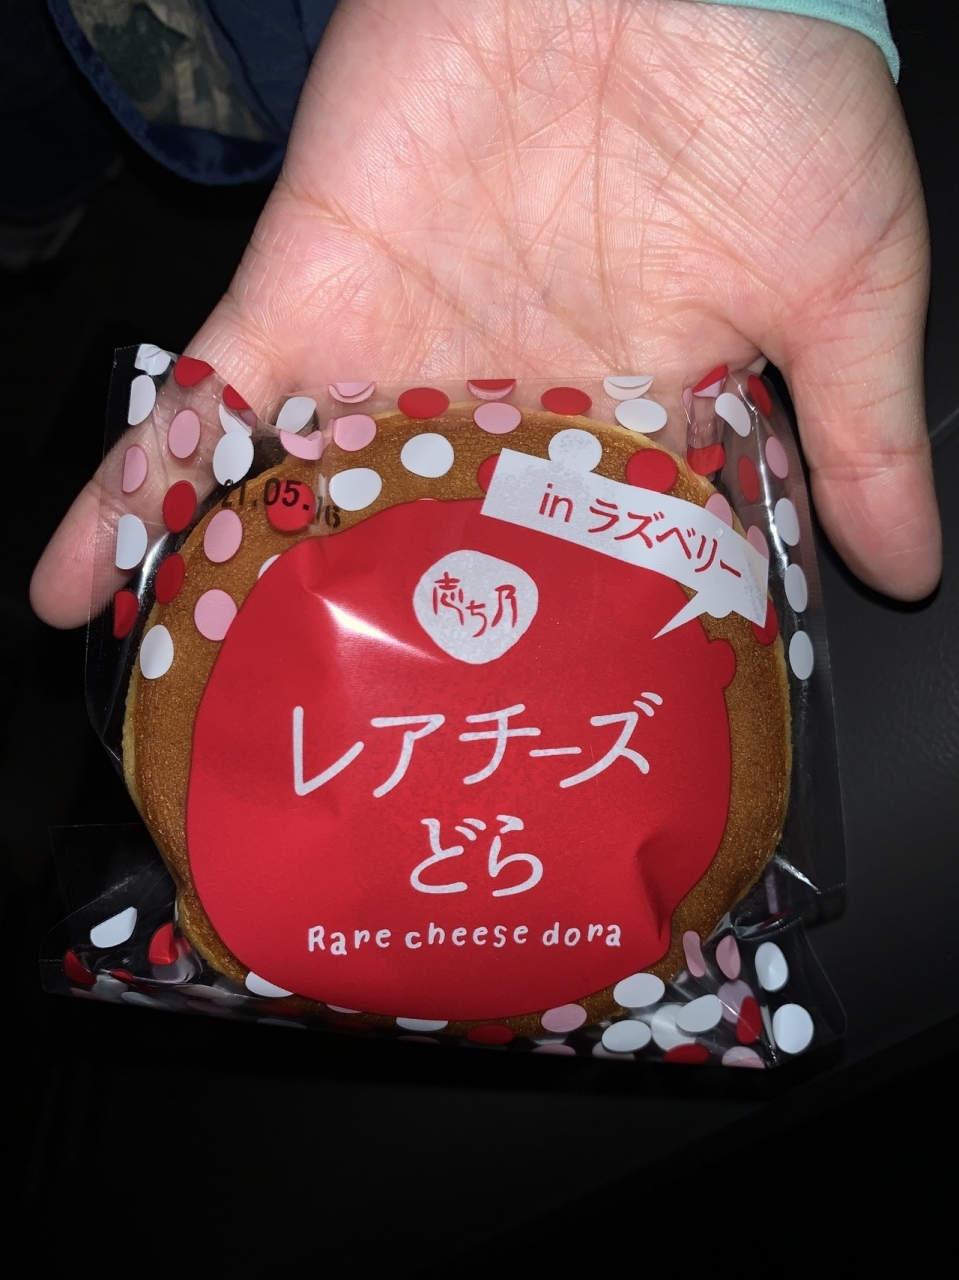 21.05.16
in ラズベリー
志ち乃
レアチーズ
どら
Rare cheese dora